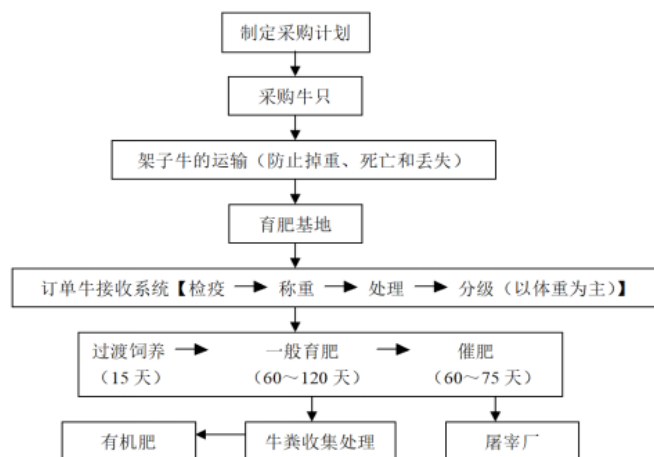 制定采购计划
采购牛只
架子牛的运输（防止掉重、死亡和丢失）
育肥基地
订单牛接收系统【检疫 称重 处理 分级（以体重为主）】
过渡饲养 一般育肥 催肥
（15 天） （60～120 天） （60～75 天）
有机肥 牛粪收集处理 屠宰厂